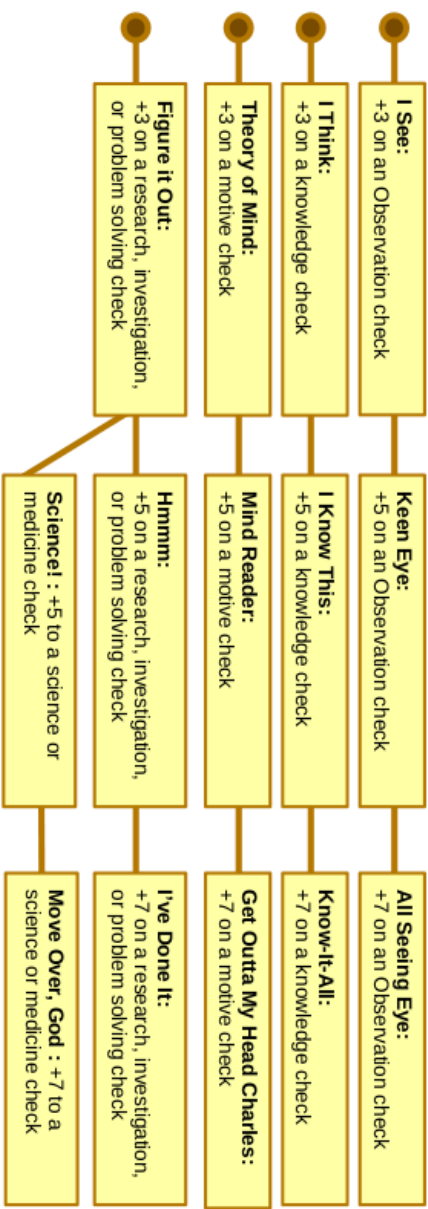 I See:
+3 on an Observation check
Keen Eye:
+5 on an Observation check
All Seeing Eye:
+7 on an Observation check
I Think:
+3 on a knowledge check
I Know This:
+5 on a knowledge check
Know-It-All:
+7 on a knowledge check
Theory of Mind:
+3 on a motive check
Mind Reader:
+5 on a motive check
Get Outta My Head Charles:
+7 on a motive check
Figure it Out:
+3 on a research, investigation,
or problem solving check
Hmmm:
+5 on a research, investigation,
or problem solving check
I've Done It:
+7 on a research, investigation,
or problem solving check
Science! : +5 to a science or
medicine check
Move Over, God : +7 to a
science or medicine check